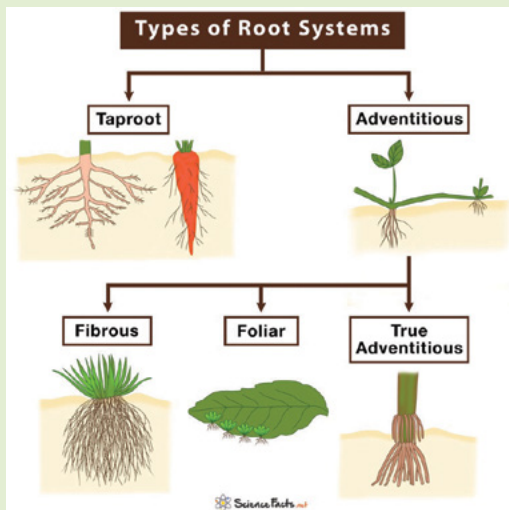 Types of Root Systems
Taproot
Adventitious
Fibrous
Foliar
True
Adventitious
ScienceFacts.net